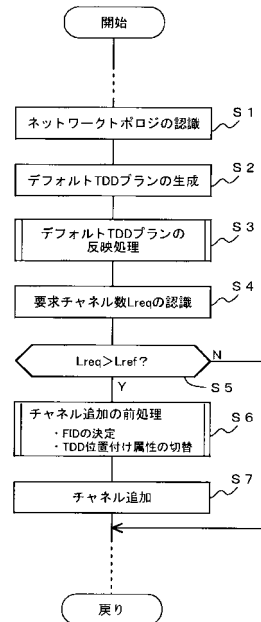 開始
ネットワークトポロジの認識
S1
デフォルトTDDプランの生成
S2
デフォルトTDDプランの
反映処理
S3
要求チャネル数Lreqの認識
S4
Lreq>Lref?
N
Y
S5
チャネル追加の前処理
・FIDの決定
・TDD位置付け属性の切替
S6
チャネル追加
S7
戻り